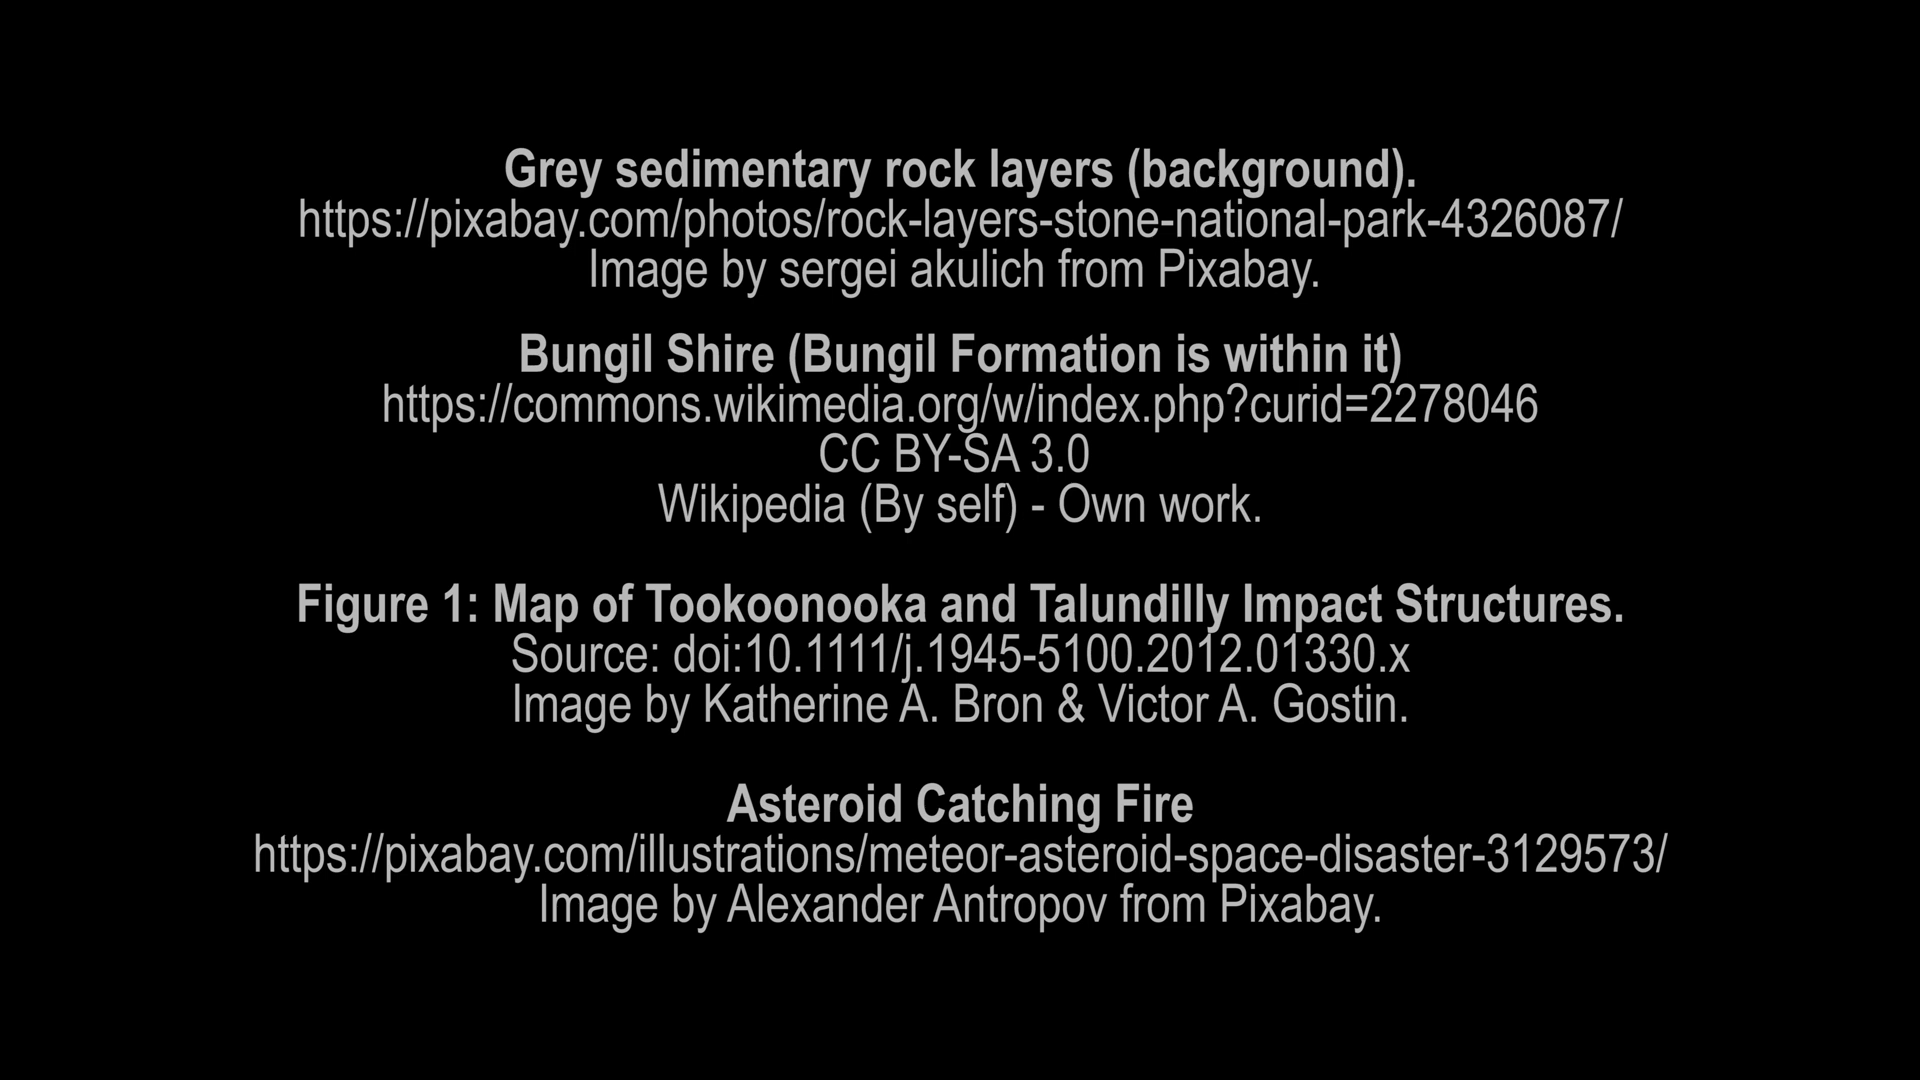 Grey sedimentary rock layers (background).
https://pixabay.com/photos/rock-layers-stone-national-park-4326087/
Image by sergei akulich from Pixabay.
Bungil Shire (Bungil Formation is within it)
https://commons.wikimedia.org/w/index.php?curid=2278046
CC BY-SA 3.0
Wikipedia (By self) - Own work.
Figure 1: Map of Tookoonooka and Talundilly Impact Structures.
Source: doi:10.1111/j.1945-5100.2012.01330.x
Image by Katherine A. Bron & Victor A. Gostin.
Asteroid Catching Fire
https://pixabay.com/illustrations/meteor-asteroid-space-disaster-3129573/
Image by Alexander Antropov from Pixabay.